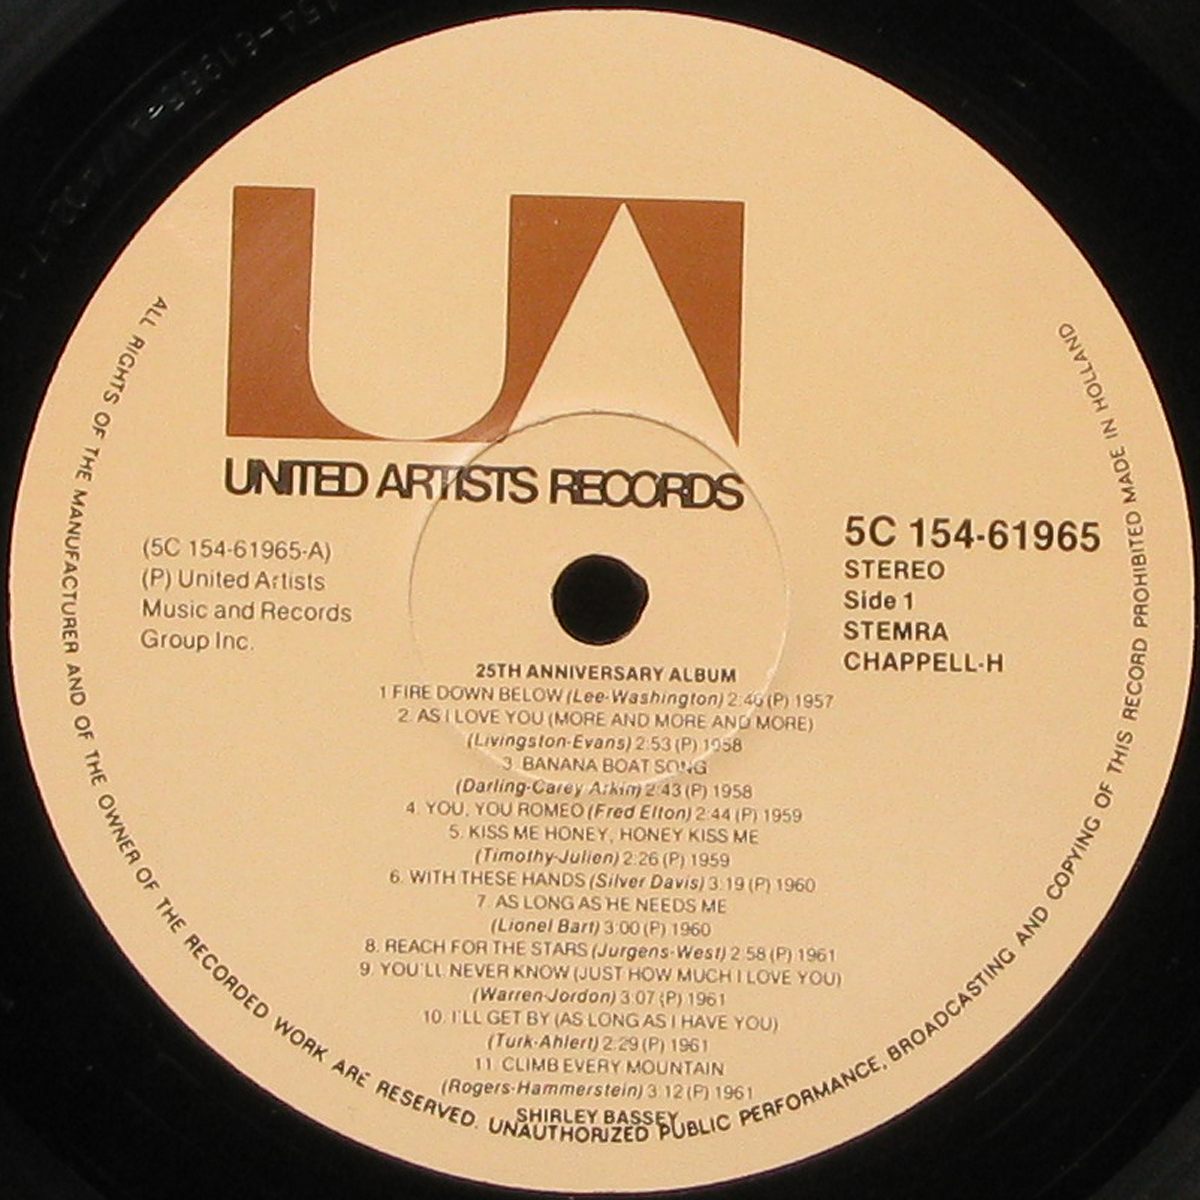 UNITED ARTISTS RECORDS
(5C 154-61965-A)
(P) United Artists
Music and Records
Group Inc.
5C 154-61965
STEREO
Side 1
STEMRA
CHAPPELL-H
25TH ANNIVERSARY ALBUM
1 FIRE DOWN BELOW (Lee-Washington) 2:46 (P) 1957
2. AS I LOVE YOU (MORE AND MORE AND MORE)
(Livingston-Evans) 2:53 (P) 1958
3. BANANA BOAT SONG
(Darling-Carey Arkin) 2:43 (P) 1958
4. YOU, YOU ROMEO (Fred Elton) 2:44 (P) 1959
5. KISS ME HONEY, HONEY KISS ME
(Timothy-Julien) 2:26 (P) 1959
6. WITH THESE HANDS (Silver Davis) 3:19 (P) 1960
7. AS LONG AS HE NEEDS ME
(Lionel Bart) 3:00 (P) 1960
8. REACH FOR THE STARS (Jurgens-West) 2:58 (P) 1961
9. YOU'LL NEVER KNOW (JUST HOW MUCH I LOVE YOU)
(Warren-Jordon) 3:07 (P) 1961
10. I'LL GET BY (AS LONG AS I HAVE YOU)
(Turk-Ahlert) 2:29 (P) 1961
11. CLIMB EVERY MOUNTAIN
(Rogers-Hammerstein) 3:12 (P) 1961
SHIRLEY BASSEY
ALL RIGHTS OF THE MANUFACTURER AND OF THE OWNER OF THE RECORDED WORK ARE RESERVED. UNAUTHORIZED PUBLIC PERFORMANCE, BROADCASTING AND COPYING OF THIS RECORD PROHIBITED MADE IN HOLLAND